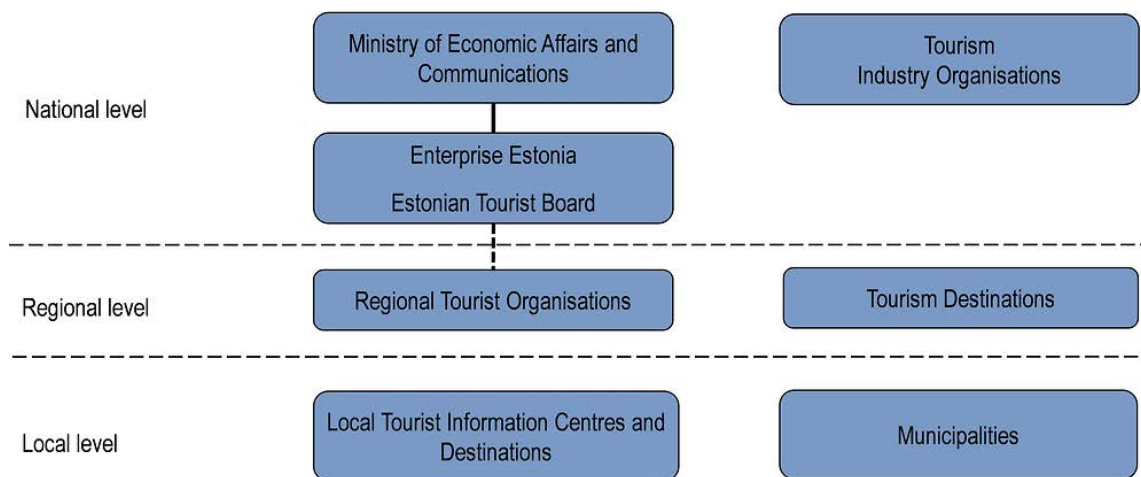 Ministry of Economic Affairs and
Communications
Tourism
Industry Organisations
National level
Enterprise Estonia
Estonian Tourist Board
Regional level
Regional Tourist Organisations
Tourism Destinations
Local level
Local Tourist Information Centres and
Destinations
Municipalities